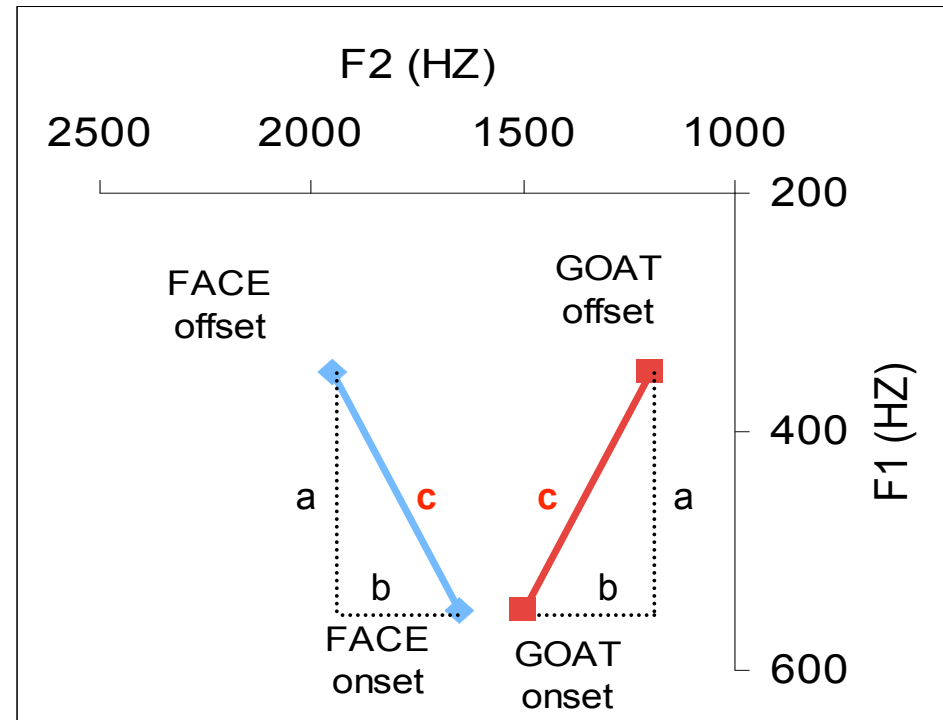 F2 (HZ)
2500 2000 1500 1000
200
FACE
offset
GOAT
offset
400
F1 (HZ)
a c c a
b b
FACE
onset
GOAT
onset
600